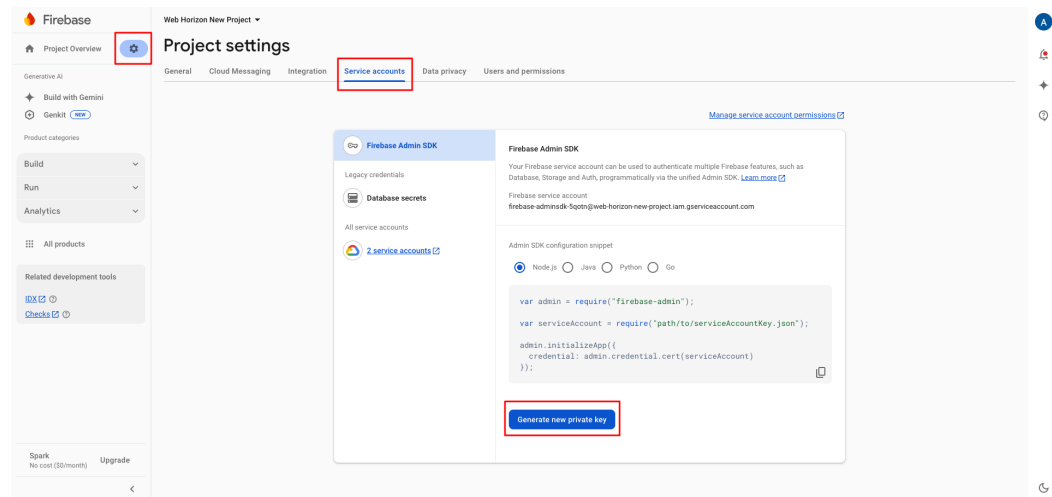 Firebase
Project Overview
Generative AI
Build with Gemini
Genkit NEW
Product categories
Build
Run
Analytics
All products
Related development tools
IDX
Checks
Spark
No cost ($0/month)
Upgrade
Web Horizon New Project
A
Project settings
General Cloud Messaging Integration Service accounts Data privacy Users and permissions
Manage service account permissions
Firebase Admin SDK
Legacy credentials
Database secrets
All service accounts
2 service accounts
Firebase Admin SDK
Your Firebase service account can be used to authenticate multiple Firebase features, such as
Database, Storage and Auth, programmatically via the unified Admin SDK. Learn more
Firebase service account
firebase-adminsdk-5qotn@web-horizon-new-project.iam.gserviceaccount.com
Admin SDK configuration snippet
Node.js Java Python Go
var admin = require("firebase-admin");
var serviceAccount = require("path/to/serviceAccountKey.json");
admin.initializeApp({
credential: admin.credential.cert(serviceAccount)
});
Generate new private key